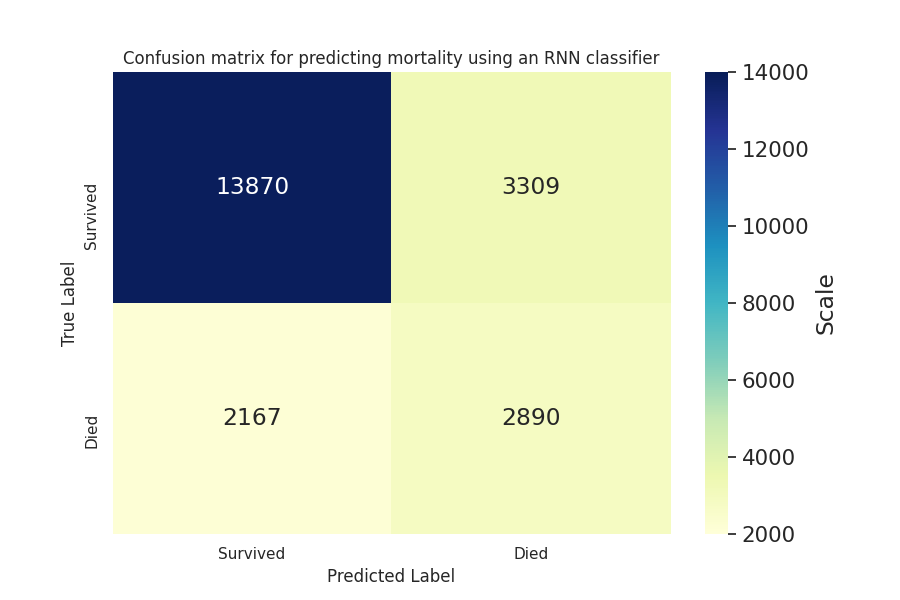 Confusion matrix for predicting mortality using an RNN classifier
13870
3309
2167
2890
True Label
Survived
Died
Survived
Died
Predicted Label
14000
12000
10000
8000
6000
4000
2000
Scale